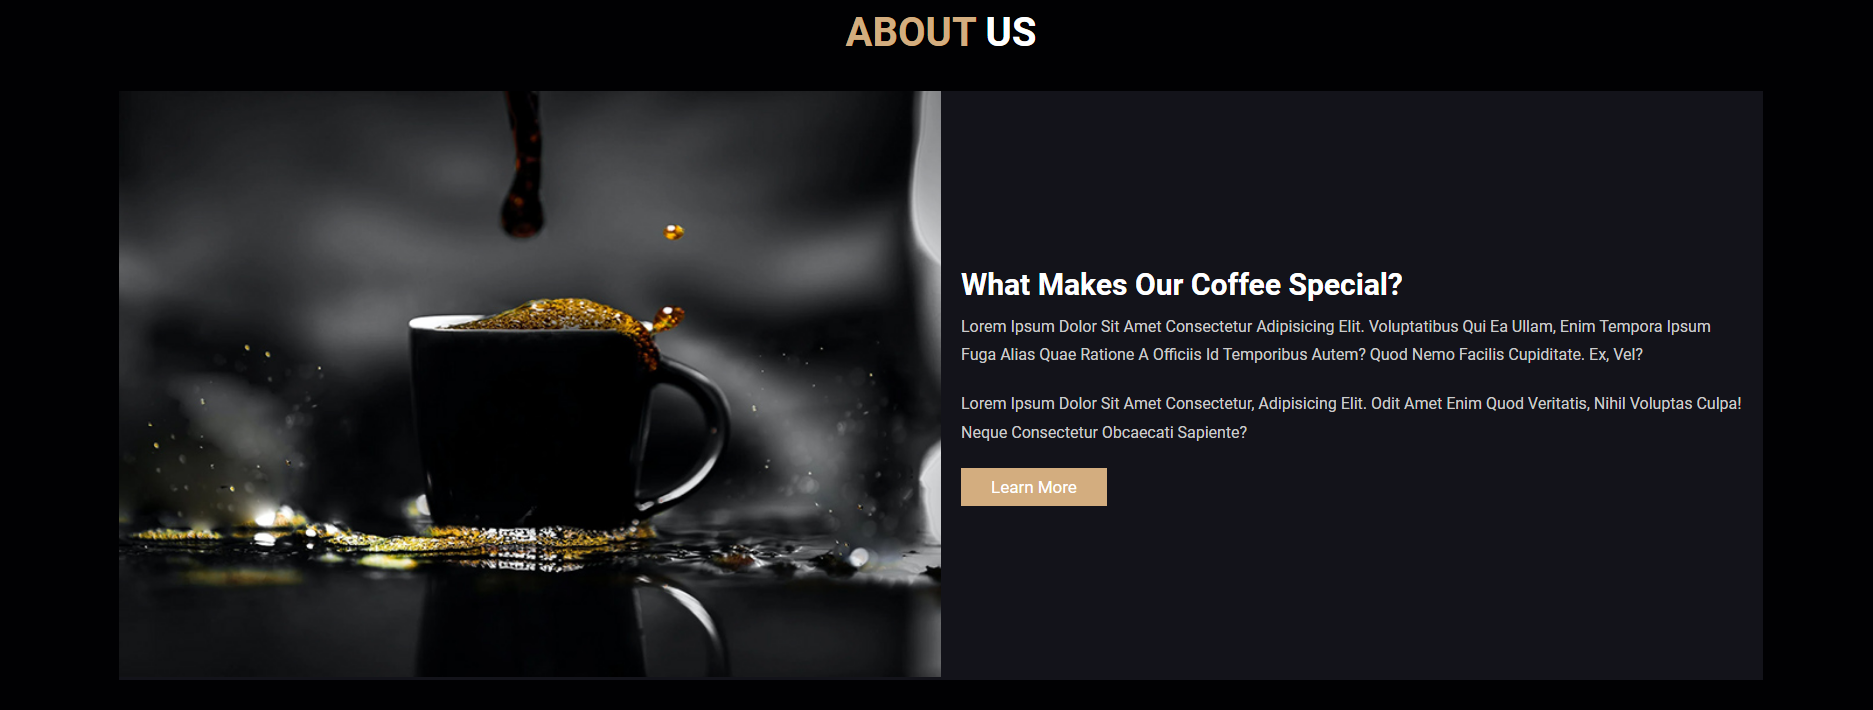 ABOUT US
What Makes Our Coffee Special?
Lorem Ipsum Dolor Sit Amet Consectetur Adipisicing Elit. Voluptatibus Qui Ea Ullam, Enim Tempora Ipsum
Fuga Alias Quae Ratione A Officiis Id Temporibus Autem? Quod Nemo Facilis Cupiditate. Ex, Vel?
Lorem Ipsum Dolor Sit Amet Consectetur, Adipisicing Elit. Odit Amet Enim Quod Veritatis, Nihil Voluptas Culpa!
Neque Consectetur Obcaecati Sapiente?
Learn More